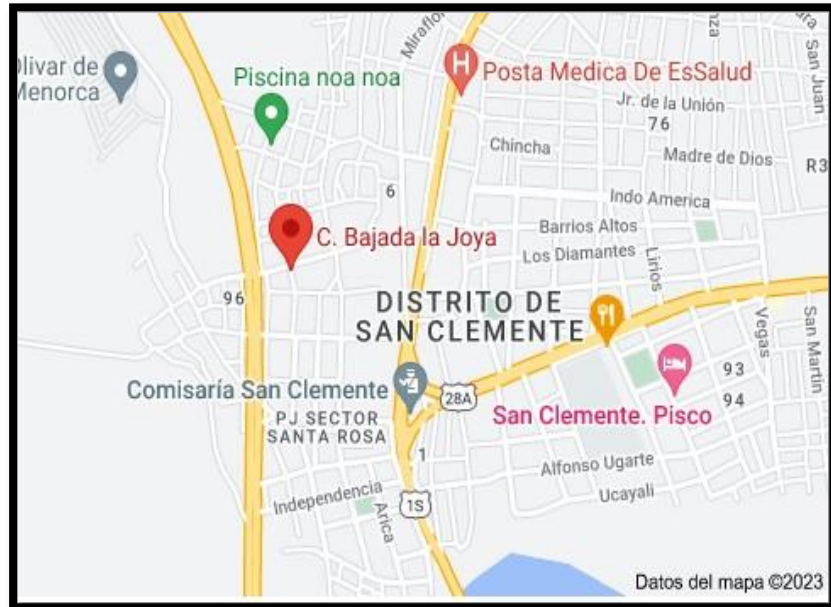 Olivar de
Menorca
Piscina noa noa
Posta Medica De EsSalud
San Juan
Jr. de la Unión
76
Chincha
Madre de Dios
R3
6
Indo America
Barrios Altos
Los Diamantes
Lirios
C. Bajada la Joya
96
DISTRITO DE
SAN CLEMENTE
Vegas
San Martin
Comisaría San Clemente
28A
93
94
San Clemente. Pisco
PJ SECTOR
SANTA ROSA
1
Alfonso Ugarte
Ucayali
Independencia
Arica
1S
Datos del mapa ©2023